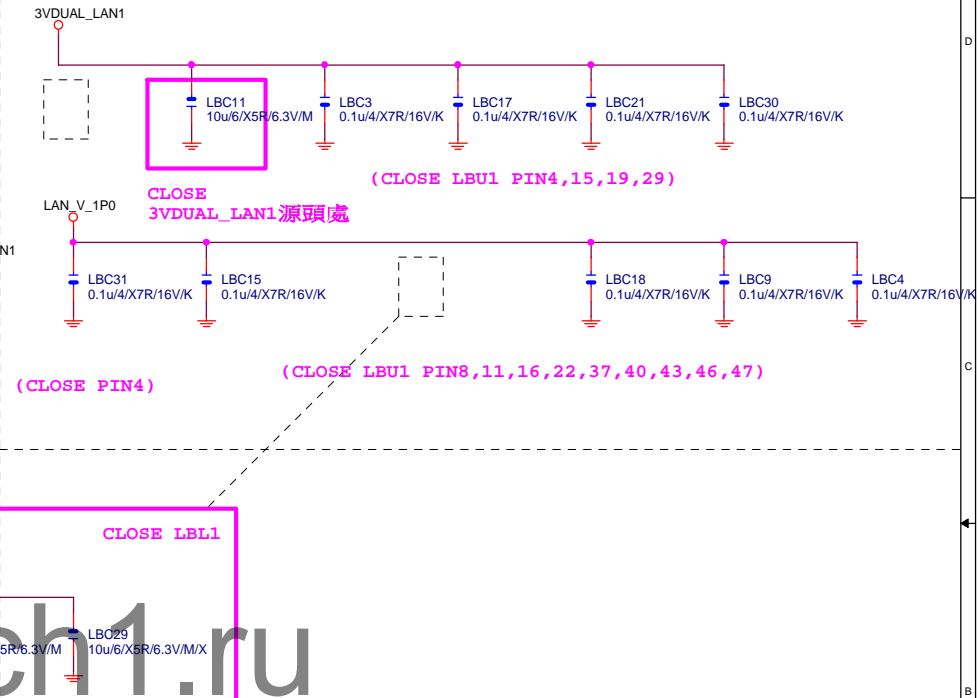 3VDUAL_LAN1
D
LBC11
10u/6/X5R/6.3V/M
LBC3
0.1u/4/X7R/16V/K
LBC17
0.1u/4/X7R/16V/K
LBC21
0.1u/4/X7R/16V/K
LBC30
0.1u/4/X7R/16V/K
(CLOSE LBU1 PIN4,15,19,29)
CLOSE
3VDUAL_LAN1源頭處
LAN_V_1P0
N1
LBC31
0.1u/4/X7R/16V/K
LBC15
0.1u/4/X7R/16V/K
LBC18
0.1u/4/X7R/16V/K
LBC9
0.1u/4/X7R/16V/K
LBC4
0.1u/4/X7R/16V/K
(CLOSE PIN4)
(CLOSE LBU1 PIN8,11,16,22,37,40,43,46,47)
C
CLOSE LBL1
LBC29
5R/6.3V/M
10u/6/X5R/6.3V/M/X
ch1.ru
B